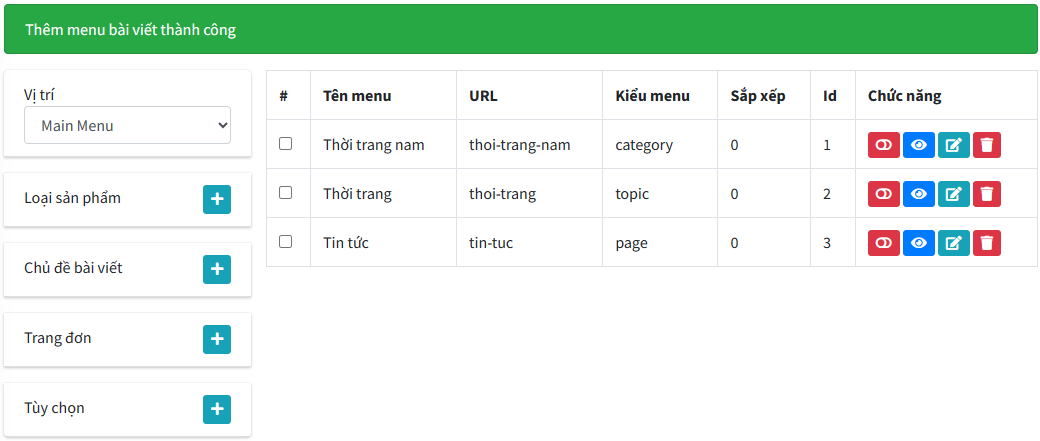 Thêm menu bài viết thành công
Vị trí
Main Menu
Loại sản phẩm
Chủ đề bài viết
Trang đơn
Tùy chọn
# Tên menu URL Kiểu menu Sắp xếp Id Chức năng
Thời trang nam thoi-trang-nam category 0 1
Thời trang thoi-trang topic 0 2
Tin tức tin-tuc page 0 3